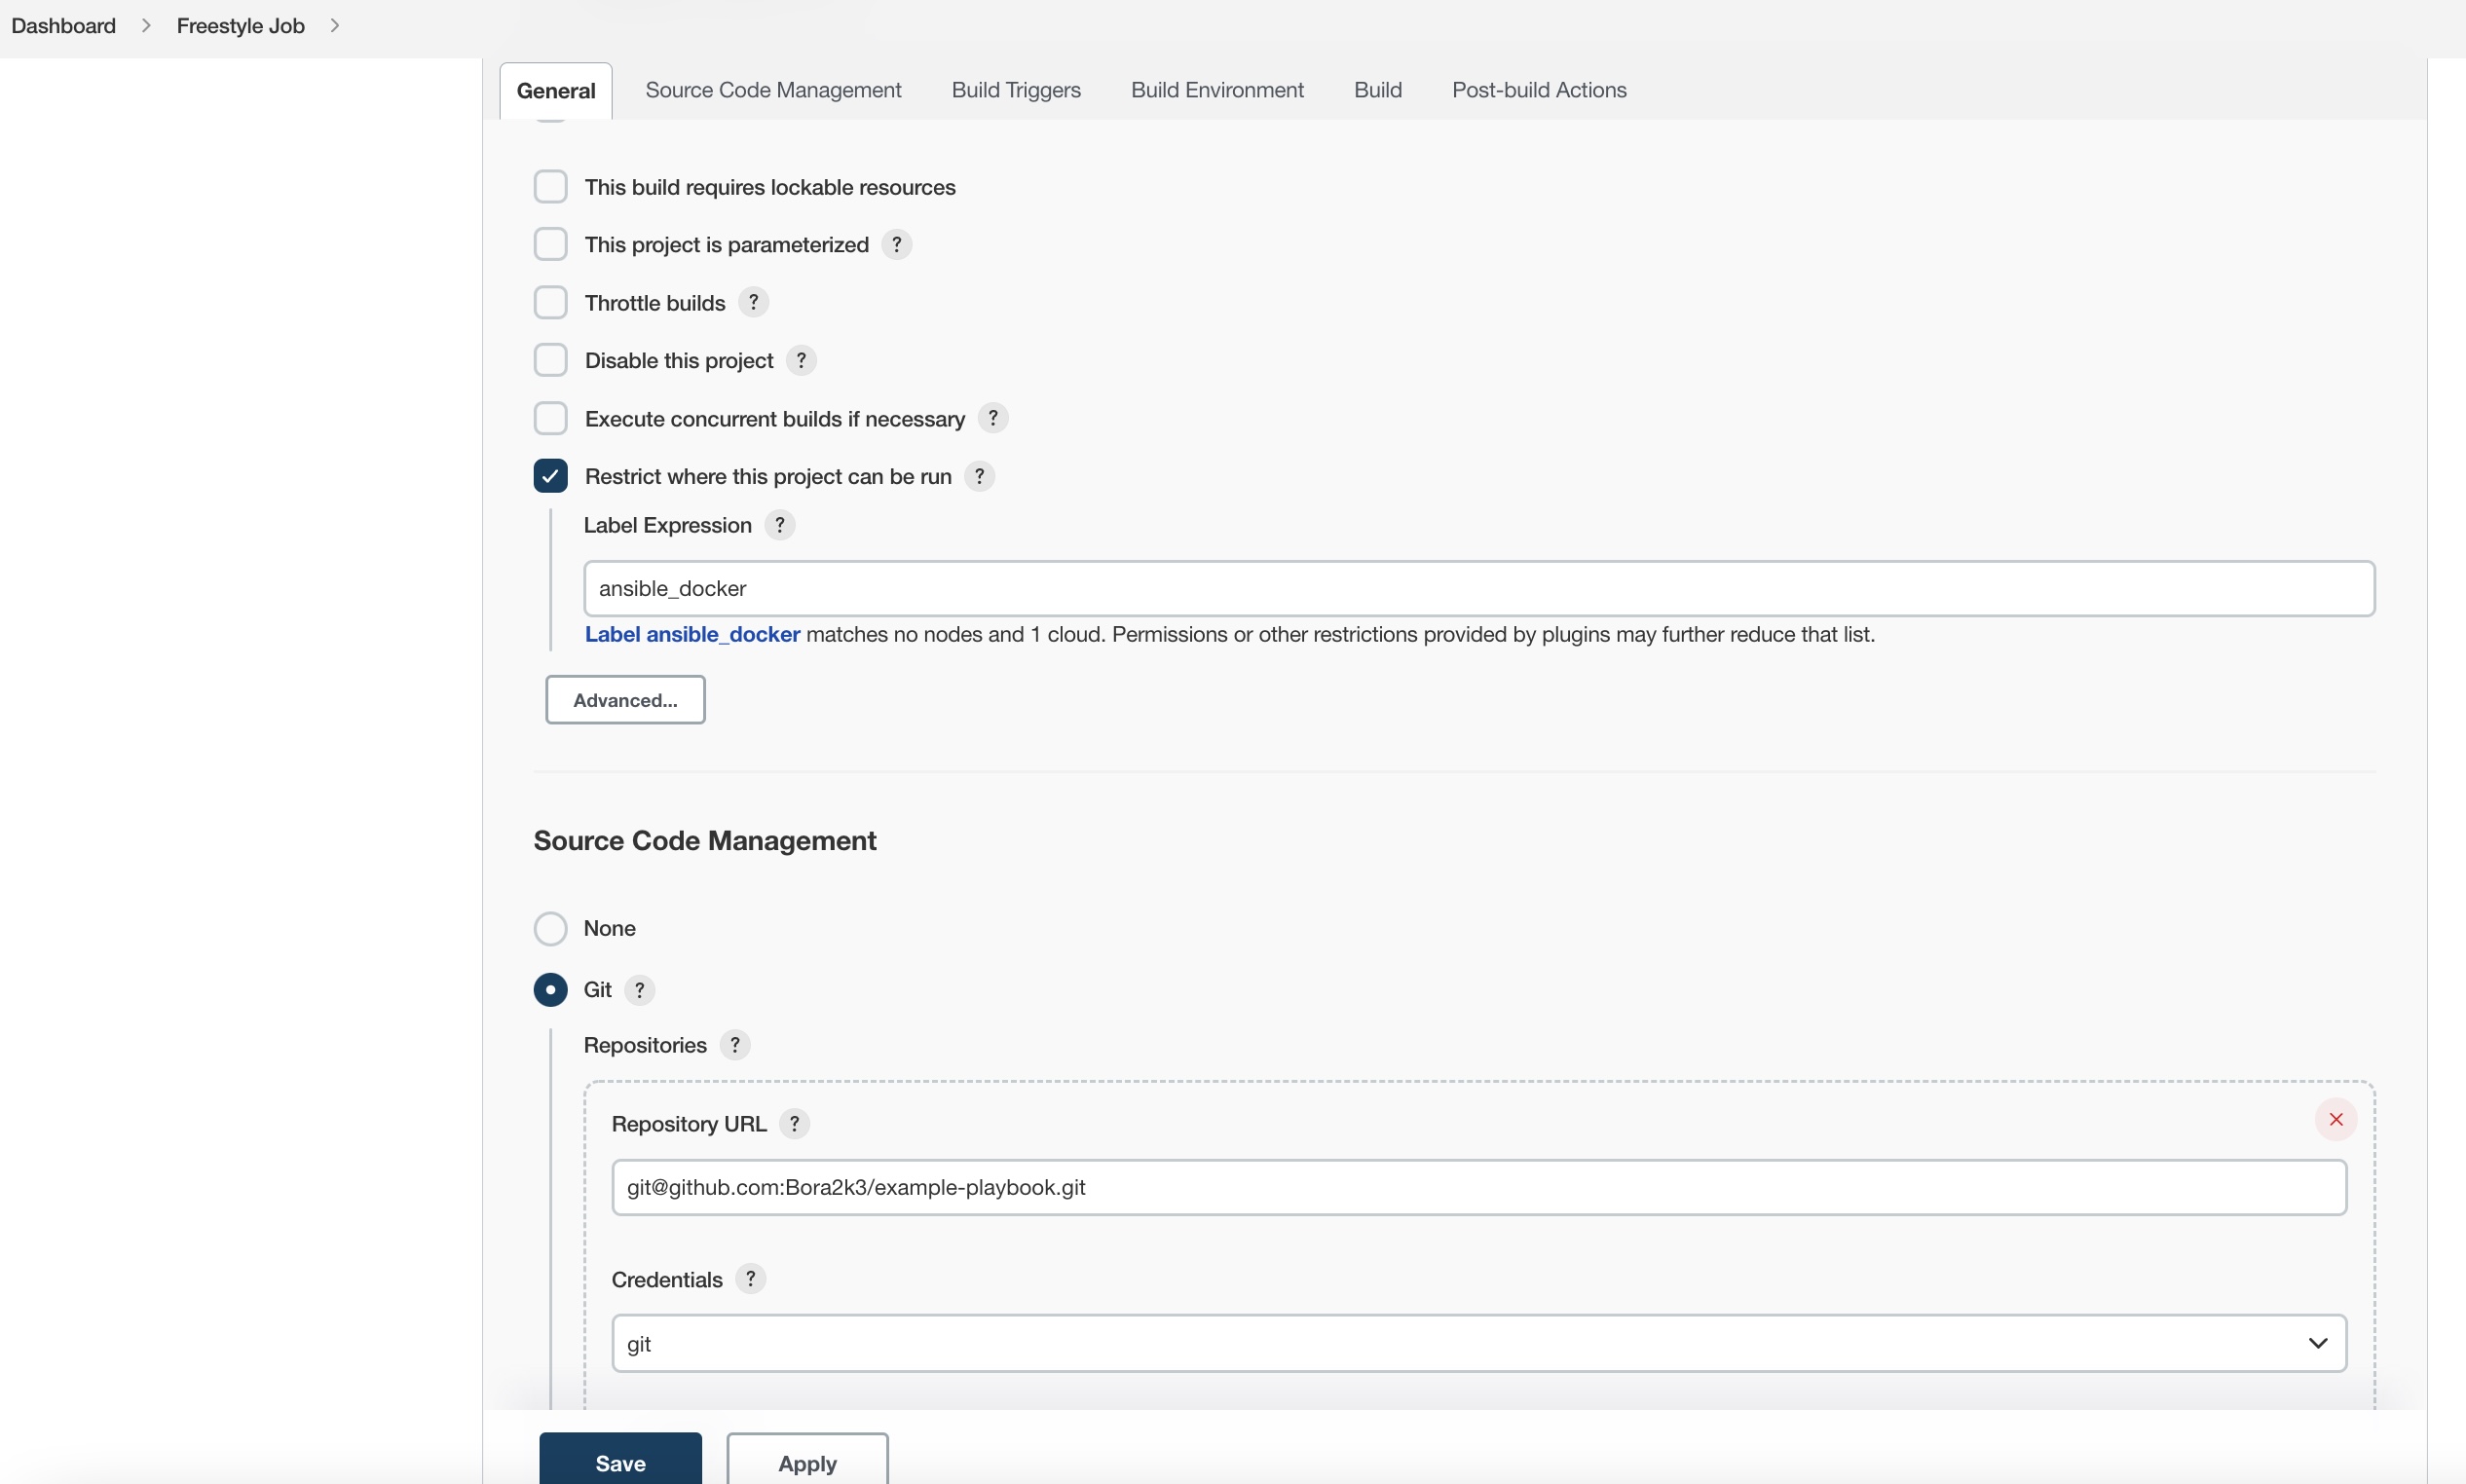 Dashboard > Freestyle Job >
General Source Code Management Build Triggers Build Environment Build Post-build Actions
This build requires lockable resources
This project is parameterized ?
Throttle builds ?
Disable this project ?
Execute concurrent builds if necessary ?
Restrict where this project can be run ?
Label Expression ?
ansible_docker
Label ansible_docker matches no nodes and 1 cloud. Permissions or other restrictions provided by plugins may further reduce that list.
Advanced...
Source Code Management
None
Git ?
Repositories ?
Repository URL ?
git@github.com:Bora2k3/example-playbook.git
Credentials ?
git
Save Apply